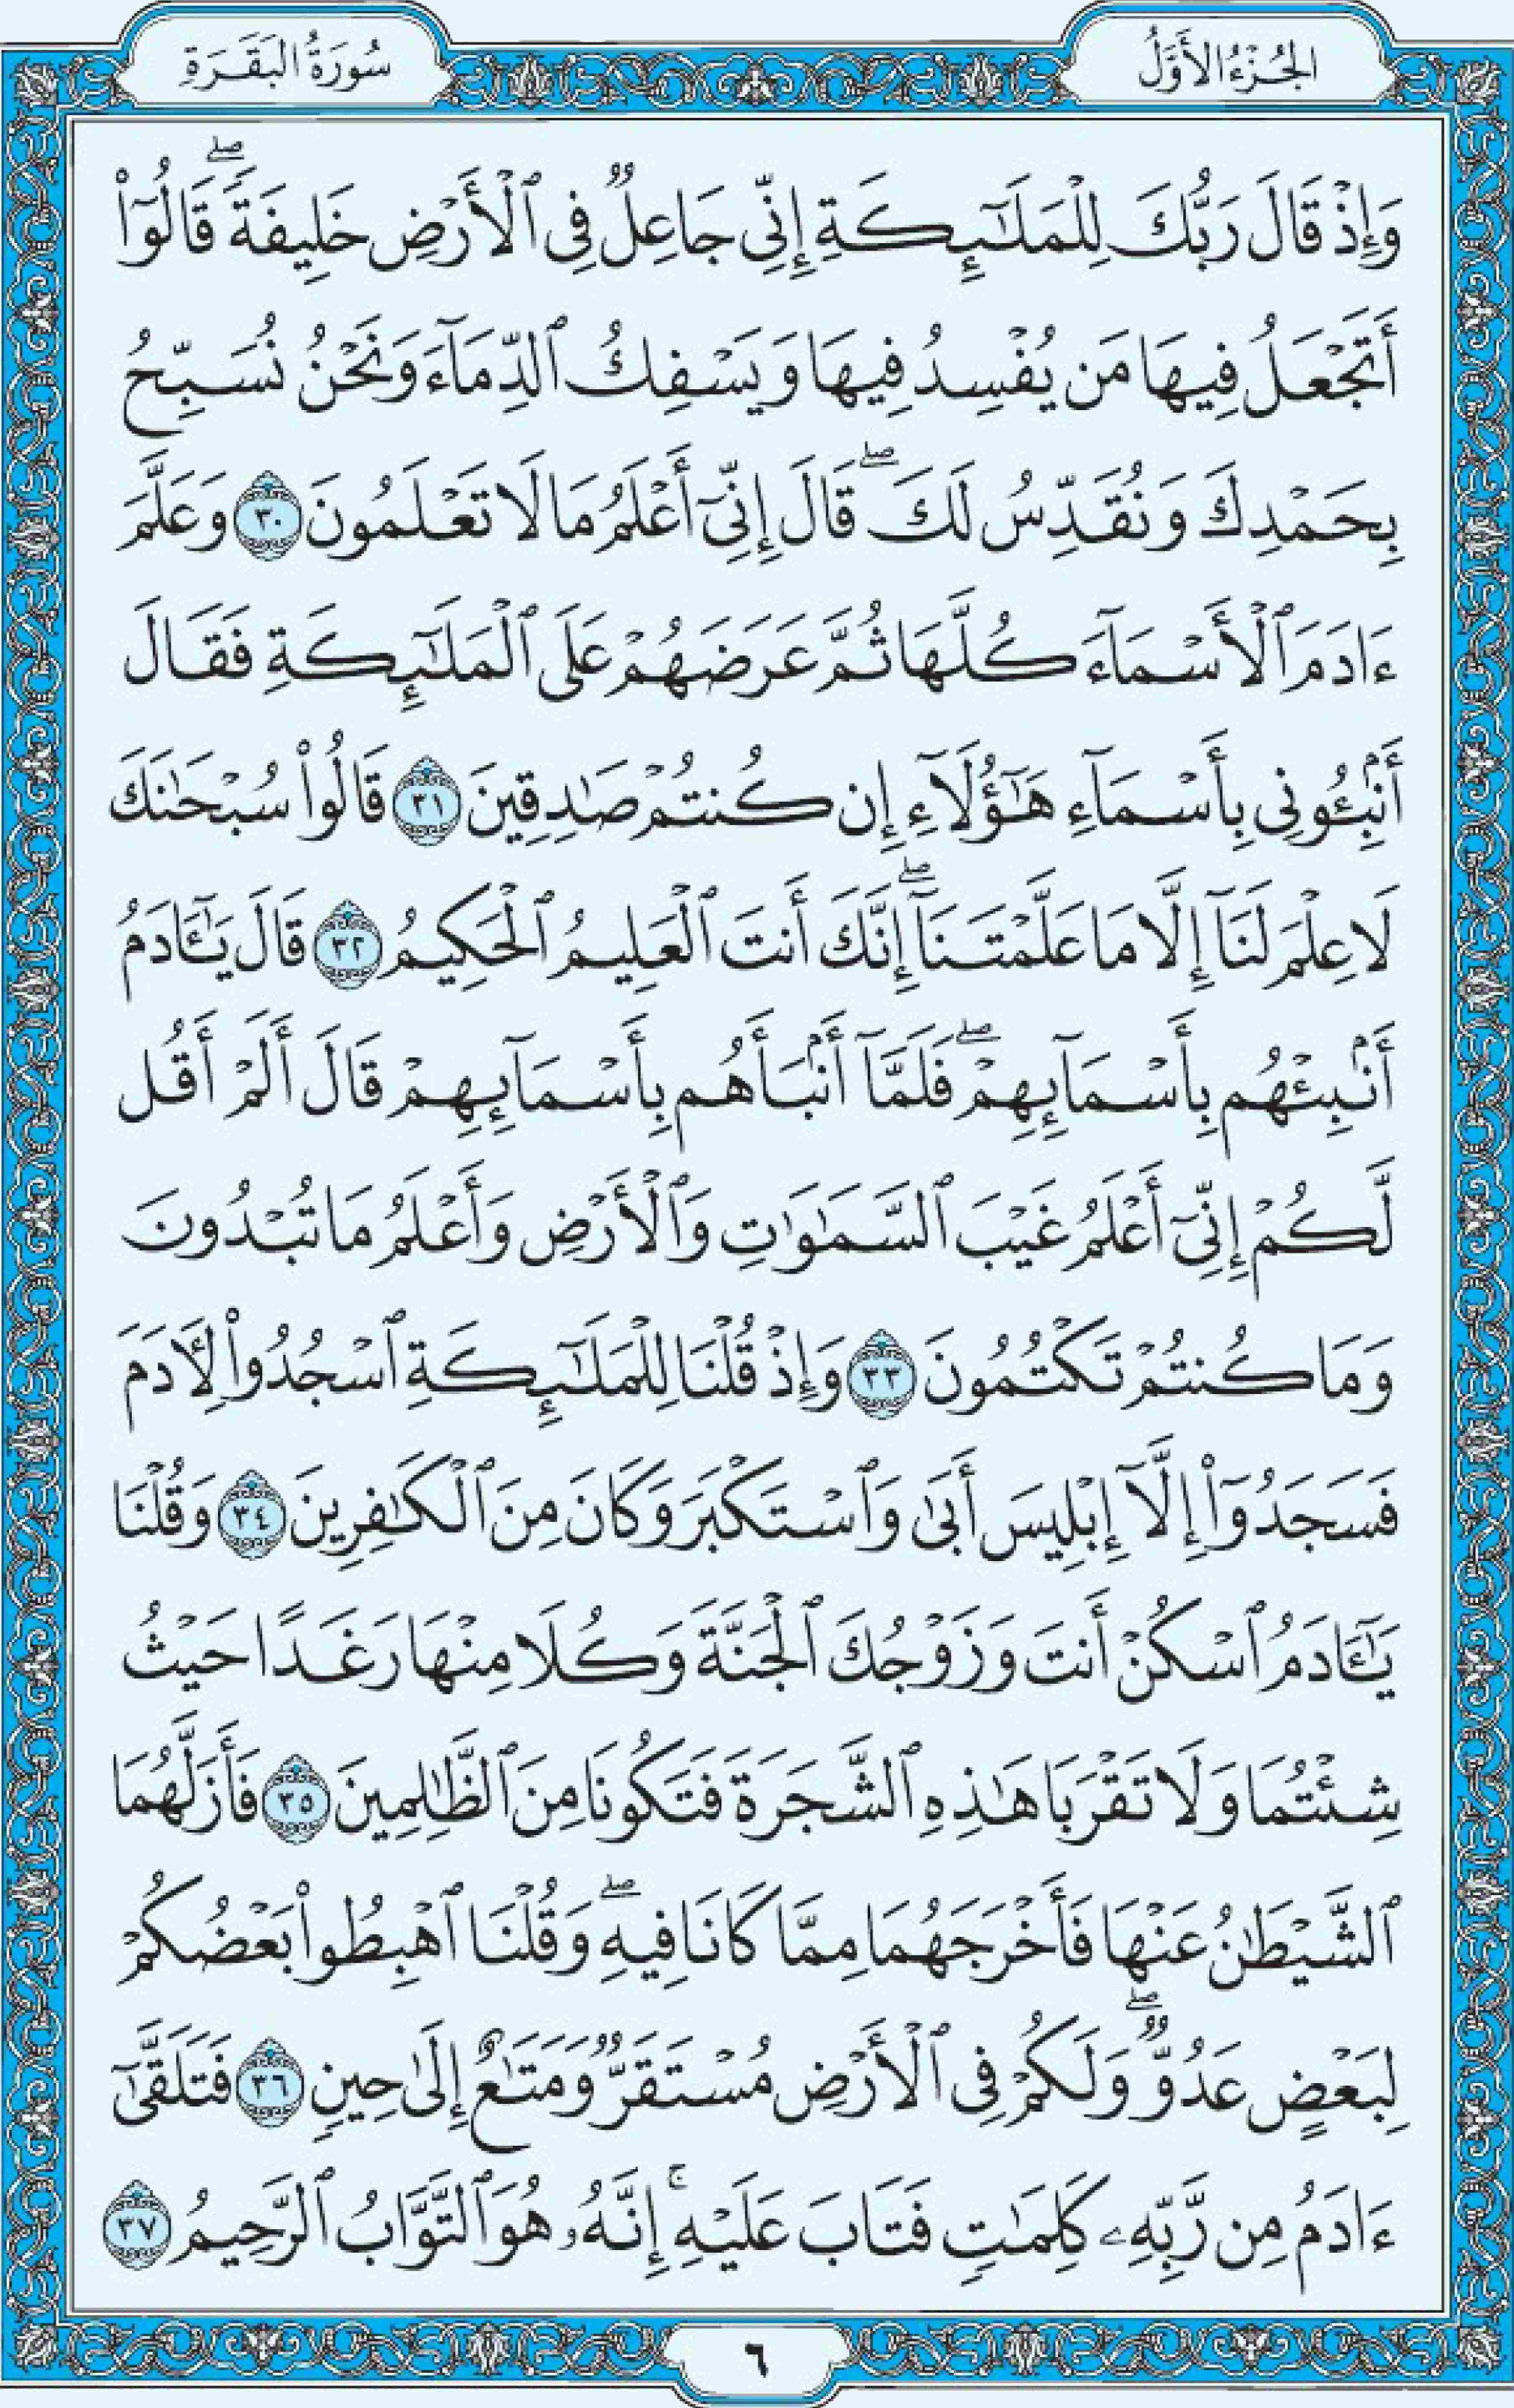 الجُزْءُ الأَوَّلُ
سُورَةُ البَقَرَةِ
وَإِذْ قَالَ رَبُّكَ لِلْمَلَـٰٓئِكَةِ إِنِّى جَاعِلٌ فِى ٱلْأَرْضِ خَلِيفَةً ۖ قَالُوٓا۟
أَتَجْعَلُ فِيهَا مَن يُفْسِدُ فِيهَا وَيَسْفِكُ ٱلدِّمَآءَ وَنَحْنُ نُسَبِّحُ
بِحَمْدِكَ وَنُقَدِّسُ لَكَ ۖ قَالَ إِنِّىٓ أَعْلَمُ مَا لَا تَعْلَمُونَ ٣٠ وَعَلَّمَ
ءَادَمَ ٱلْأَسْمَآءَ كُلَّهَا ثُمَّ عَرَضَهُمْ عَلَى ٱلْمَلَـٰٓئِكَةِ فَقَالَ
أَنۢبِـُٔونِى بِأَسْمَآءِ هَـٰٓؤُلَآءِ إِن كُنتُمْ صَـٰدِقِينَ ٣١ قَالُوا۟ سُبْحَـٰنَكَ
لَا عِلْمَ لَنَآ إِلَّا مَا عَلَّمْتَنَآ ۖ إِنَّكَ أَنتَ ٱلْعَلِيمُ ٱلْحَكِيمُ ٣٢ قَالَ يَـٰٓـَٔادَمُ
أَنۢبِئْهُم بِأَسْمَآئِهِمْ ۖ فَلَمَّآ أَنۢبَأَهُم بِأَسْمَآئِهِمْ قَالَ أَلَمْ أَقُل
لَّكُمْ إِنِّىٓ أَعْلَمُ غَيْبَ ٱلسَّمَـٰوَٰتِ وَٱلْأَرْضِ وَأَعْلَمُ مَا تُبْدُونَ
وَمَا كُنتُمْ تَكْتُمُونَ ٣٣ وَإِذْ قُلْنَا لِلْمَلَـٰٓئِكَةِ ٱسْجُدُوا۟ لِـَٔادَمَ
فَسَجَدُوٓا۟ إِلَّآ إِبْلِيسَ أَبَىٰ وَٱسْتَكْبَرَ وَكَانَ مِنَ ٱلْكَـٰفِرِينَ ٣٤ وَقُلْنَا
يَـٰٓـَٔادَمُ ٱسْكُنْ أَنتَ وَزَوْجُكَ ٱلْجَنَّةَ وَكُلَا مِنْهَا رَغَدًا حَيْثُ
شِئْتُمَا وَلَا تَقْرَبَا هَـٰذِهِ ٱلشَّجَرَةَ فَتَكُونَا مِنَ ٱلظَّـٰلِمِينَ ٣٥ فَأَزَلَّهُمَا
ٱلشَّيْطَـٰنُ عَنْهَا فَأَخْرَجَهُمَا مِمَّا كَانَا فِيهِ ۖ وَقُلْنَا ٱهْبِطُوا۟ بَعْضُكُمْ
لِبَعْضٍ عَدُوٌّ ۖ وَلَكُمْ فِى ٱلْأَرْضِ مُسْتَقَرٌّ وَمَتَـٰعٌ إِلَىٰ حِينٍ ٣٦ فَتَلَقَّىٰٓ
ءَادَمُ مِن رَّبِّهِۦ كَلِمَـٰتٍ فَتَابَ عَلَيْهِ ۚ إِنَّهُۥ هُوَ ٱلتَّوَّابُ ٱلرَّحِيمُ ٣٧
٦